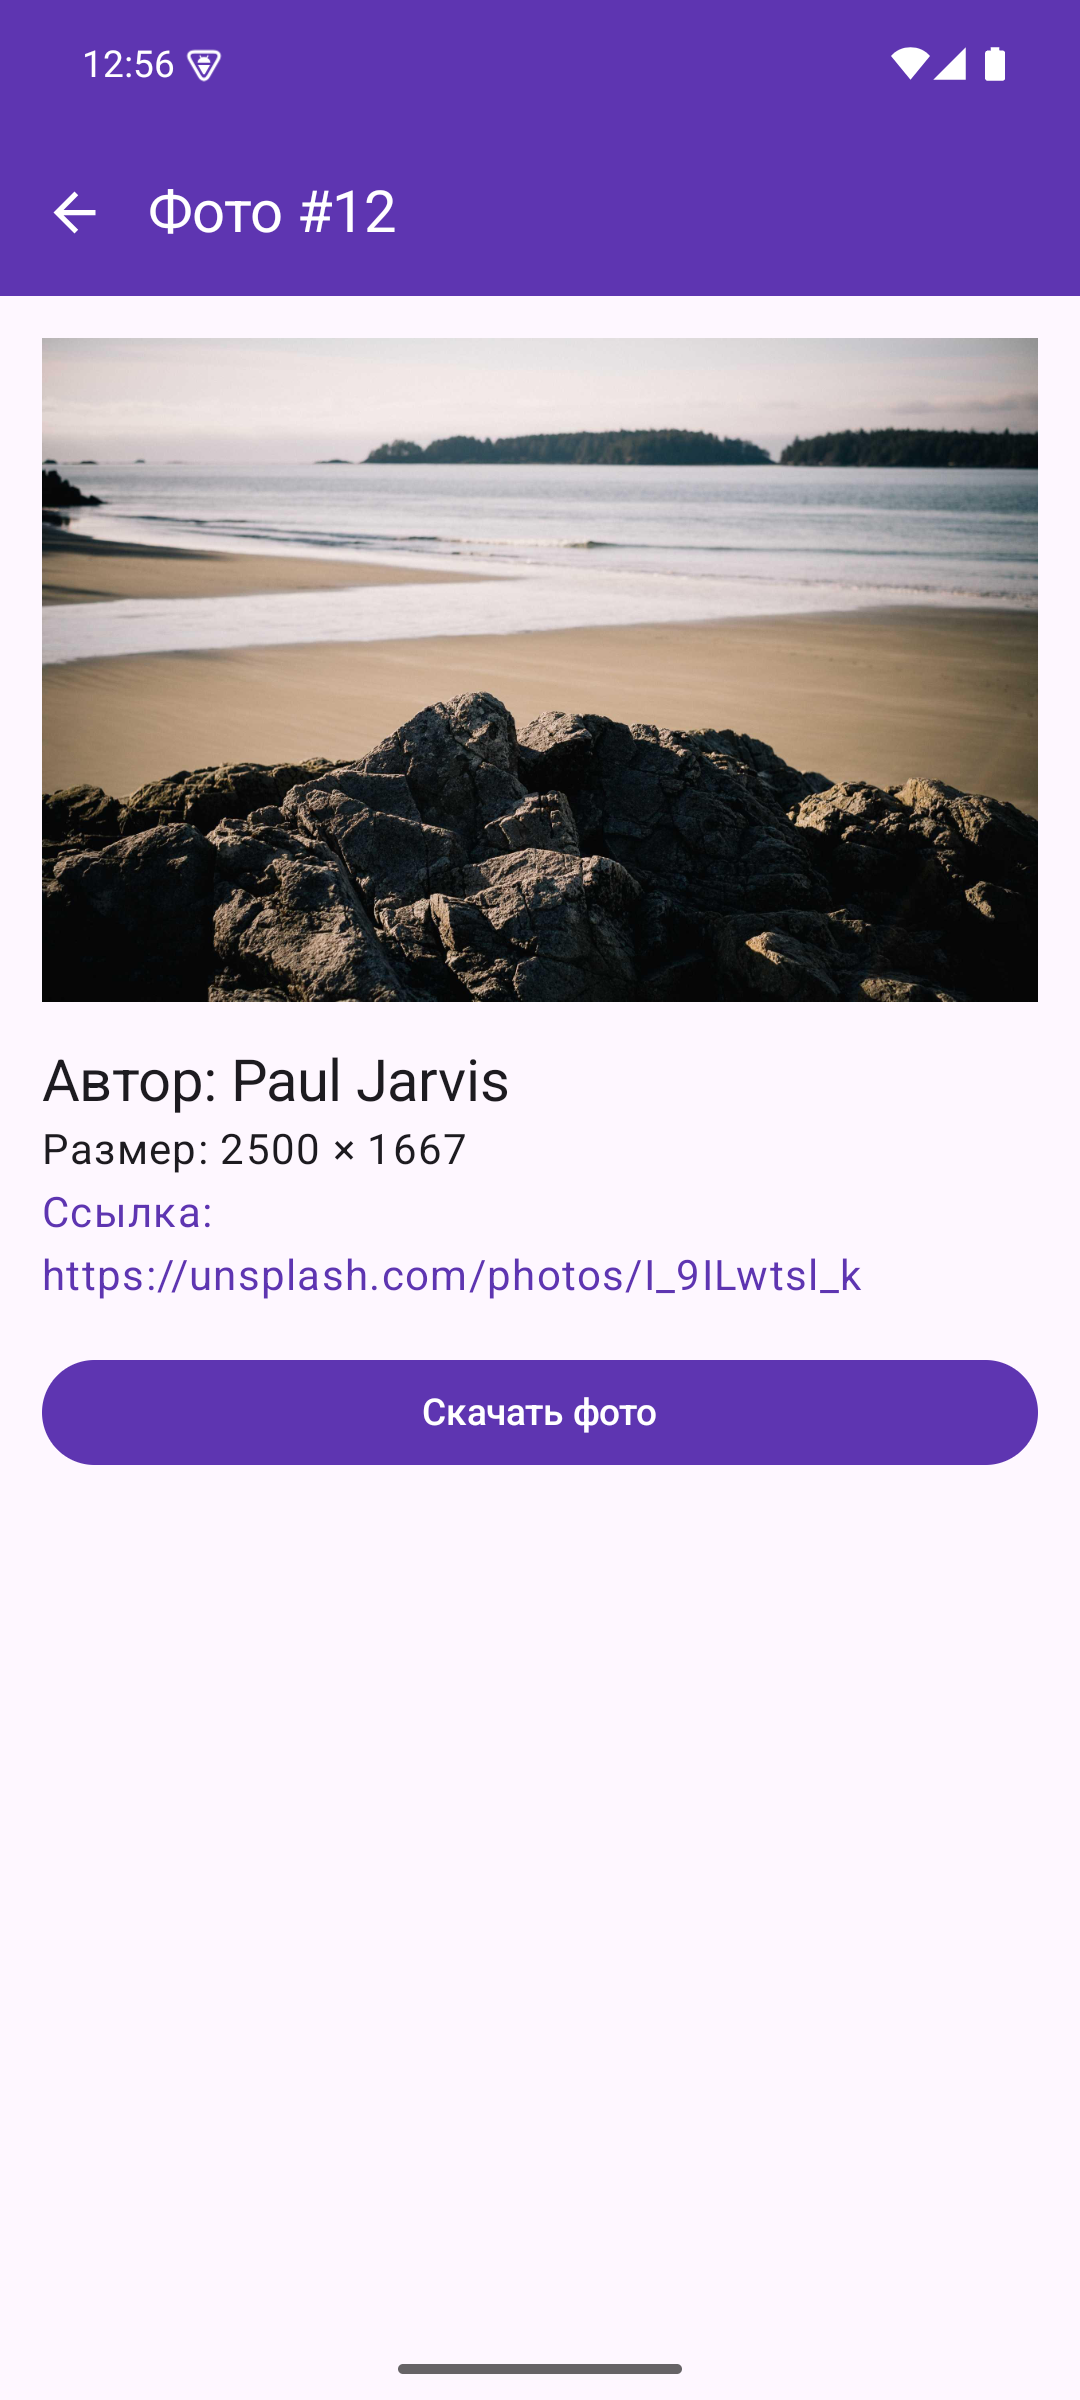 12:56
Фото #12
Автор: Paul Jarvis
Размер: 2500 × 1667
Ссылка:
https://unsplash.com/photos/I_9ILwtsl_k
Скачать фото